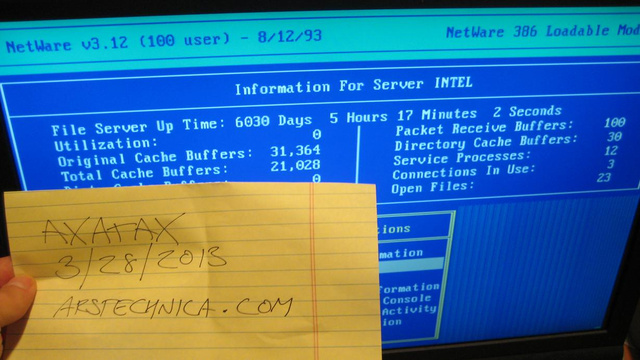 NetWare v3.12 (100 user) - 8/12/93
NetWare 386 Loadable Mod
Information For Server INTEL
File Server Up Time: 6030 Days 5 Hours 17 Minutes 2 Seconds
Utilization: 0
Packet Receive Buffers: 100
Original Cache Buffers: 31,364
Directory Cache Buffers: 30
Total Cache Buffers: 21,028
Service Processes: 12
0
Connections In Use: 3
Open Files: 23
AXATAX
3/28/2013
ARSTECHNICA.COM
ions
mation
formation
Console
Activity
ion